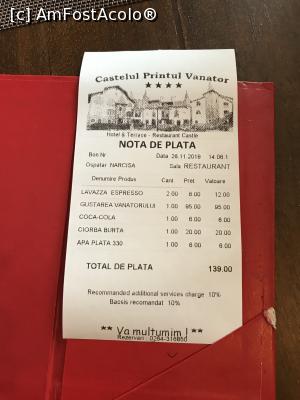 [c] AmFostAcolo®
Castelul Printul Vanator
★★★★
Hotel & Terrace - Restaurant Castle
NOTA DE PLATA
Bon Nr Data 26.11.2018 14:06:1
Ospatar NARCISA Sala RESTAURANT
Denumire Produs Cant Pret Valoare
LAVAZZA ESPRESSO 2.00 6.00 12.00
GUSTAREA VANATORULUI 1.00 95.00 95.00
COCA-COLA 1.00 6.00 6.00
CIORBA BURTA 1.00 20.00 20.00
APA PLATA 330 1.00 6.00 6.00
TOTAL DE PLATA 139.00
Recommanded additional services charge 10%
Bacsis recomandat 10%
** Va multumim ! **
Rezervari : 0264-316850